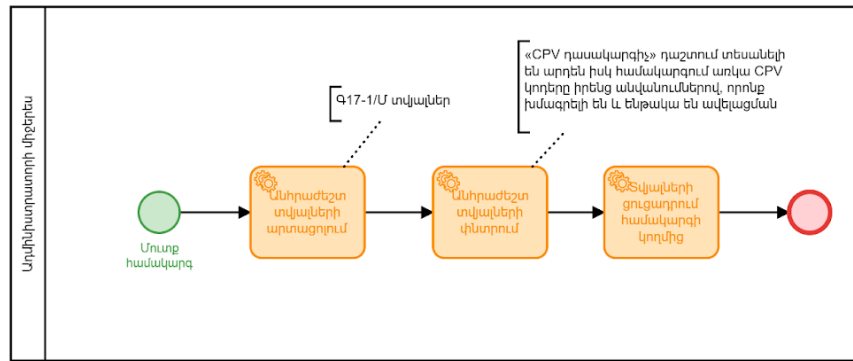 Ադմինիստրատորի միջերես
«CPV դասակարգիչ» դաշտում տեսանելի
են արդեն իսկ համակարգում առկա CPV
կոդերը իրենց անվանումներով, որոնք
խմագրելի են և ենթակա են ավելացման
Գ17-1/Մ տվյալներ
Մուտք
համակարգ
Անհրաժեշտ
տվյալների
արտացոլում
Անհրաժեշտ
տվյալների
փնտրում
Տվյալների
ցուցադրում
համակարգի
կողմից